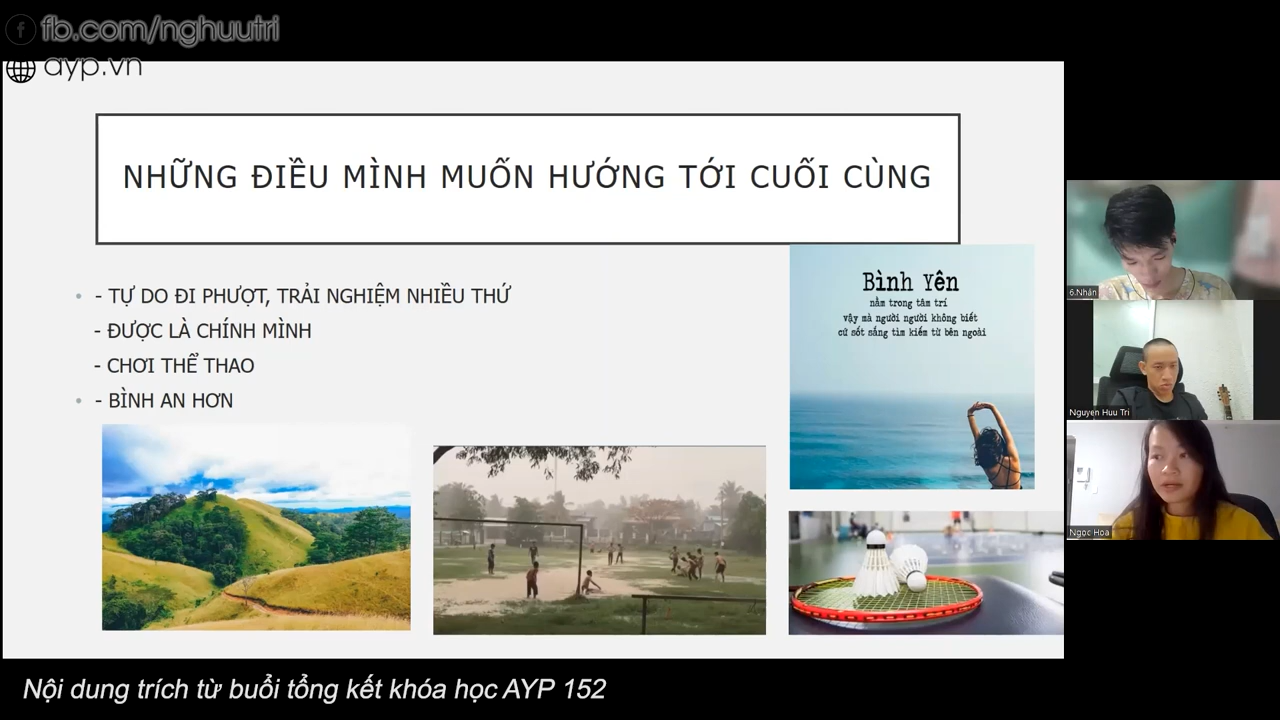 fb.com/nghuutri
ayp.vn
NHỮNG ĐIỀU MÌNH MUỐN HƯỚNG TỚI CUỐI CÙNG
- TỰ DO ĐI PHƯỢT, TRẢI NGHIỆM NHIỀU THỨ
- ĐƯỢC LÀ CHÍNH MÌNH
- CHƠI THỂ THAO
- BÌNH AN HƠN
Bình Yên
nằm trong tâm trí
vậy mà người người không biết
cứ sốt sắng tìm kiếm từ bên ngoài
6.Nhân
Nguyen Huu Tri
Ngọc Hoa
Nội dung trích từ buổi tổng kết khóa học AYP 152